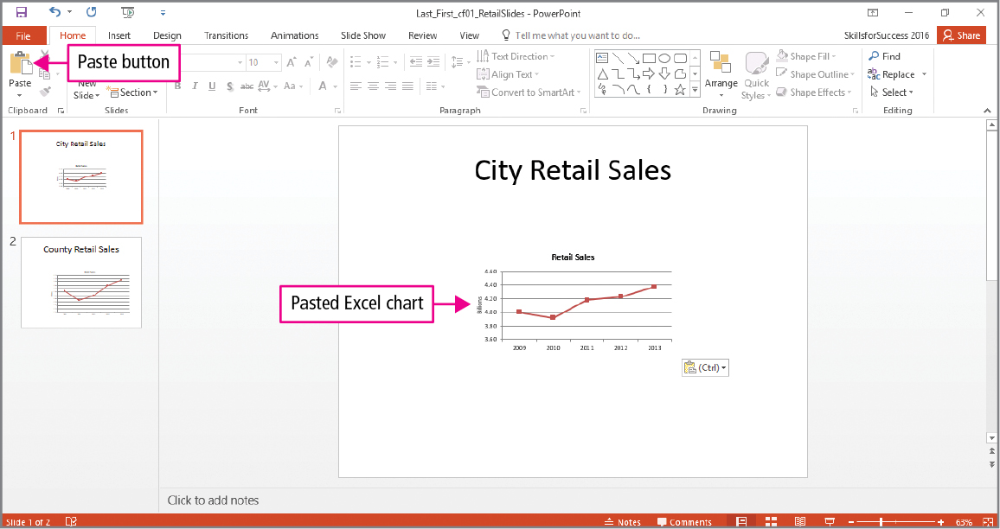 Last_First_cf01_RetailSlides - PowerPoint
File Home Insert Design Transitions Animations Slide Show Review View Tell me what you want to do... SkillsforSuccess 2016 Share
Paste button
Paste
New
Slide
Section
10
A A
B I U S abc AV Aa A
Text Direction
Align Text
Convert to SmartArt
Arrange
Quick
Styles
Shape Fill
Shape Outline
Shape Effects
Find
Replace
Select
Clipboard Slides Font Paragraph Drawing Editing
1
City Retail Sales
2
County Retail Sales
City Retail Sales
Retail Sales
Pasted Excel chart
Billions
4.60
4.40
4.20
4.00
3.80
3.60
2009 2010 2011 2012 2013
(Ctrl)
Click to add notes
Slide 1 of 2 Notes Comments 63%